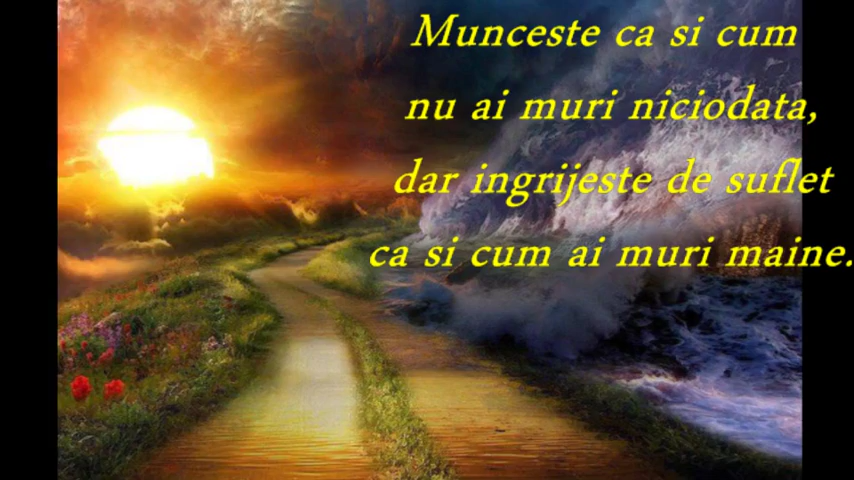 Munceste ca si cum
nu ai muri niciodata,
dar ingrijeste de suflet
ca si cum ai muri maine.